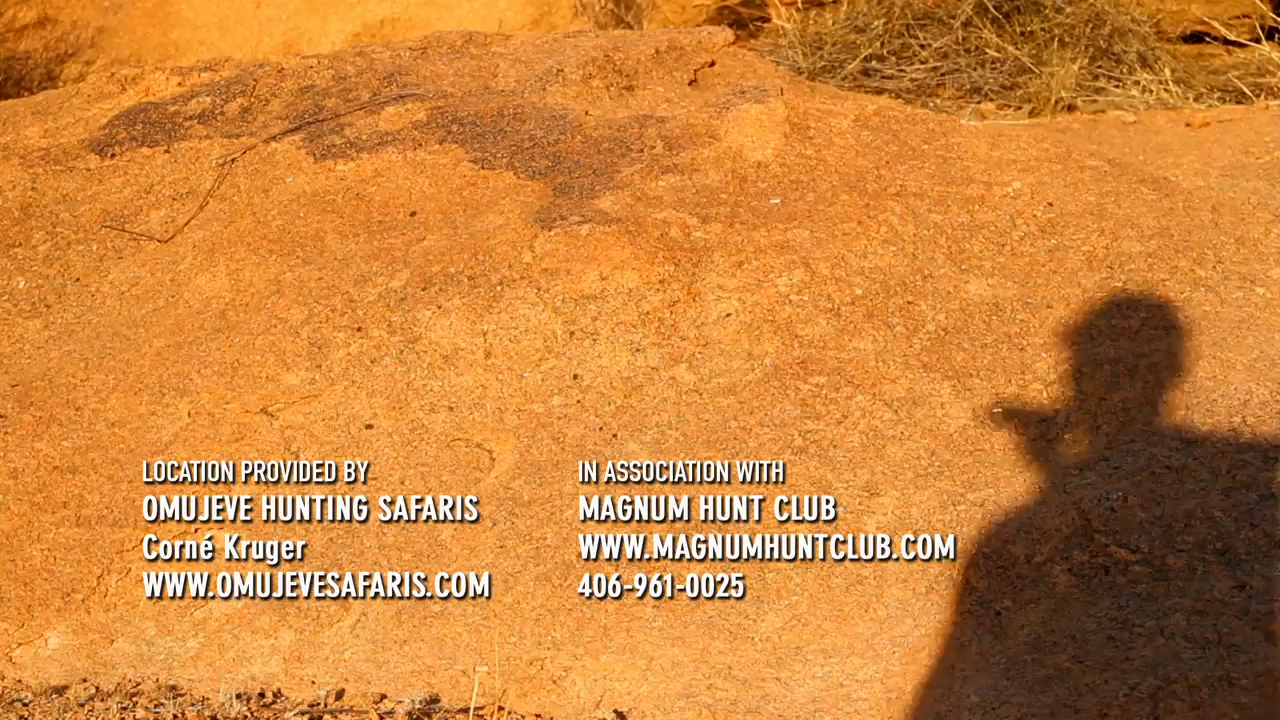 LOCATION PROVIDED BY
OMUJEVE HUNTING SAFARIS
Corné Kruger
WWW.OMUJEVESAFARIS.COM
IN ASSOCIATION WITH
MAGNUM HUNT CLUB
WWW.MAGNUMHUNTCLUB.COM
406-961-0025